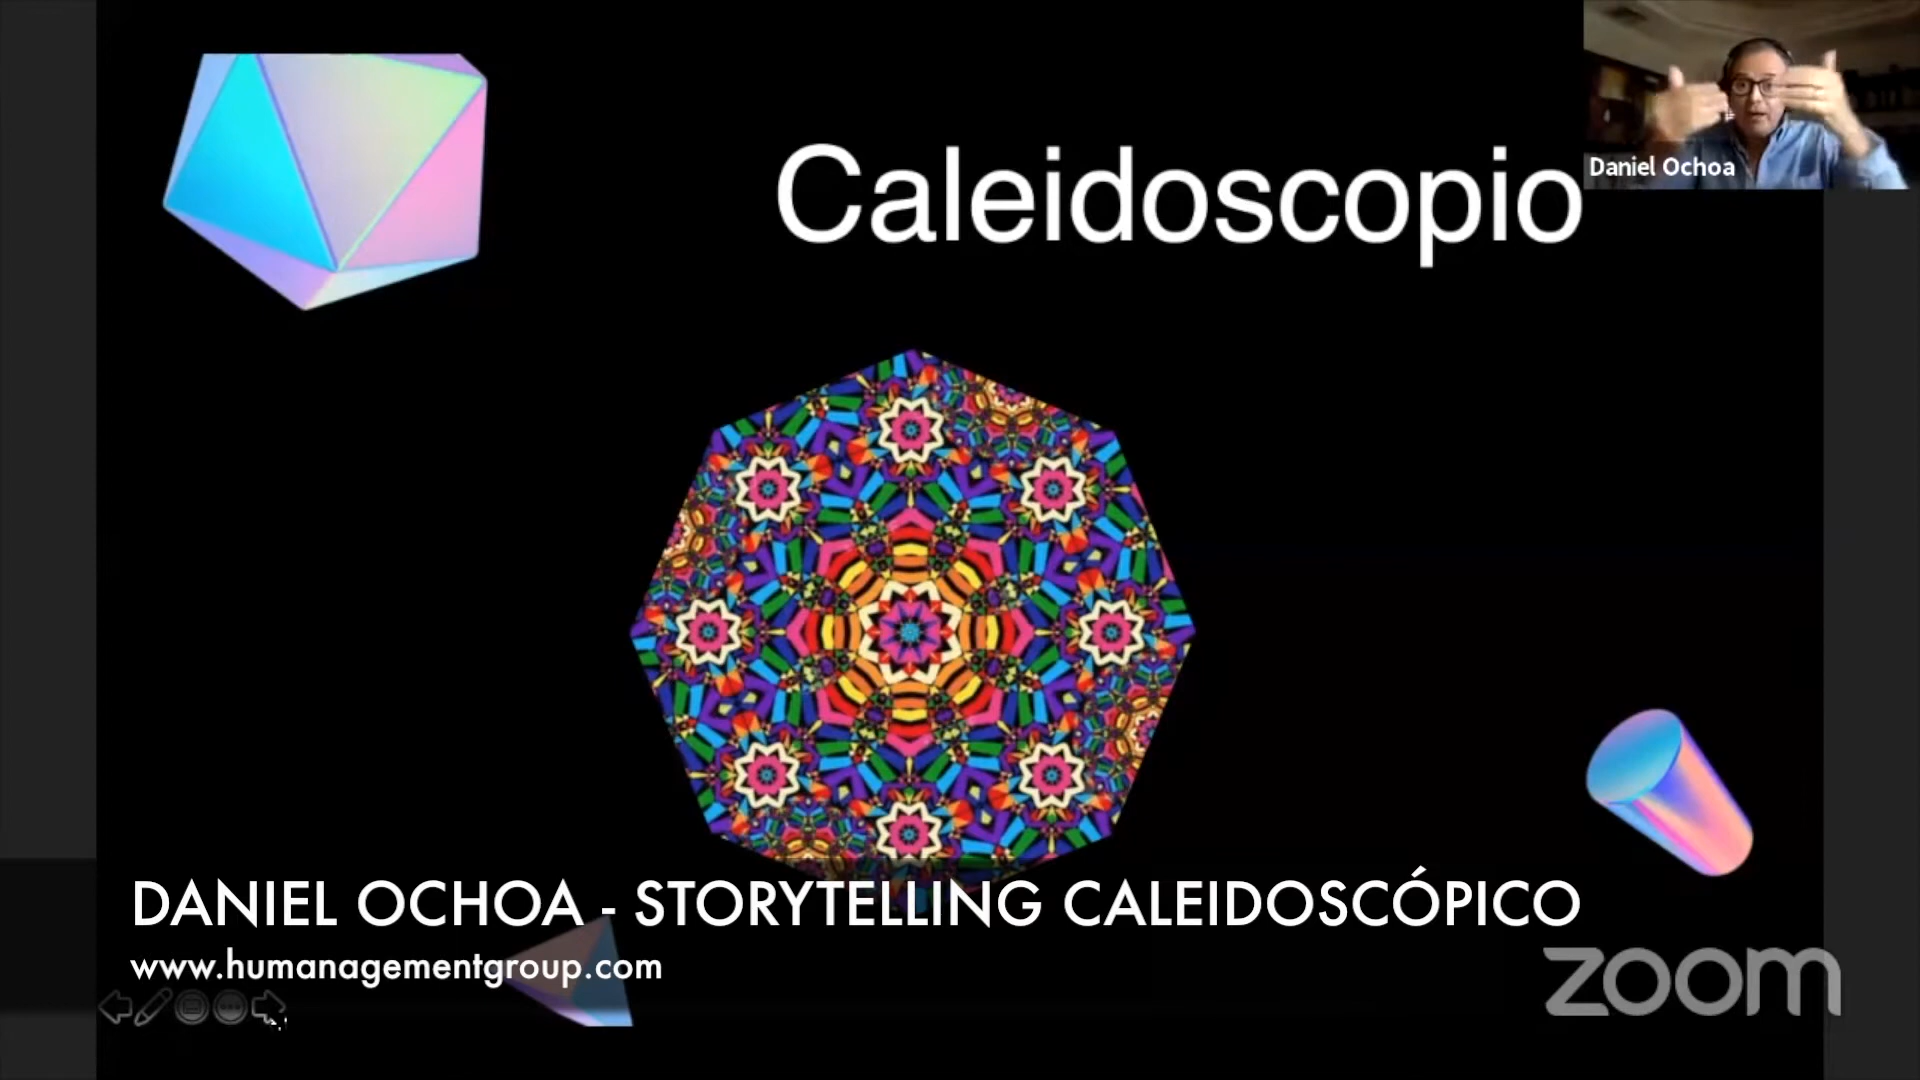 Caleidoscopio
Daniel Ochoa
DANIEL OCHOA - STORYTELLING CALEIDOSCÓPICO
www.humanagementgroup.com
zoom